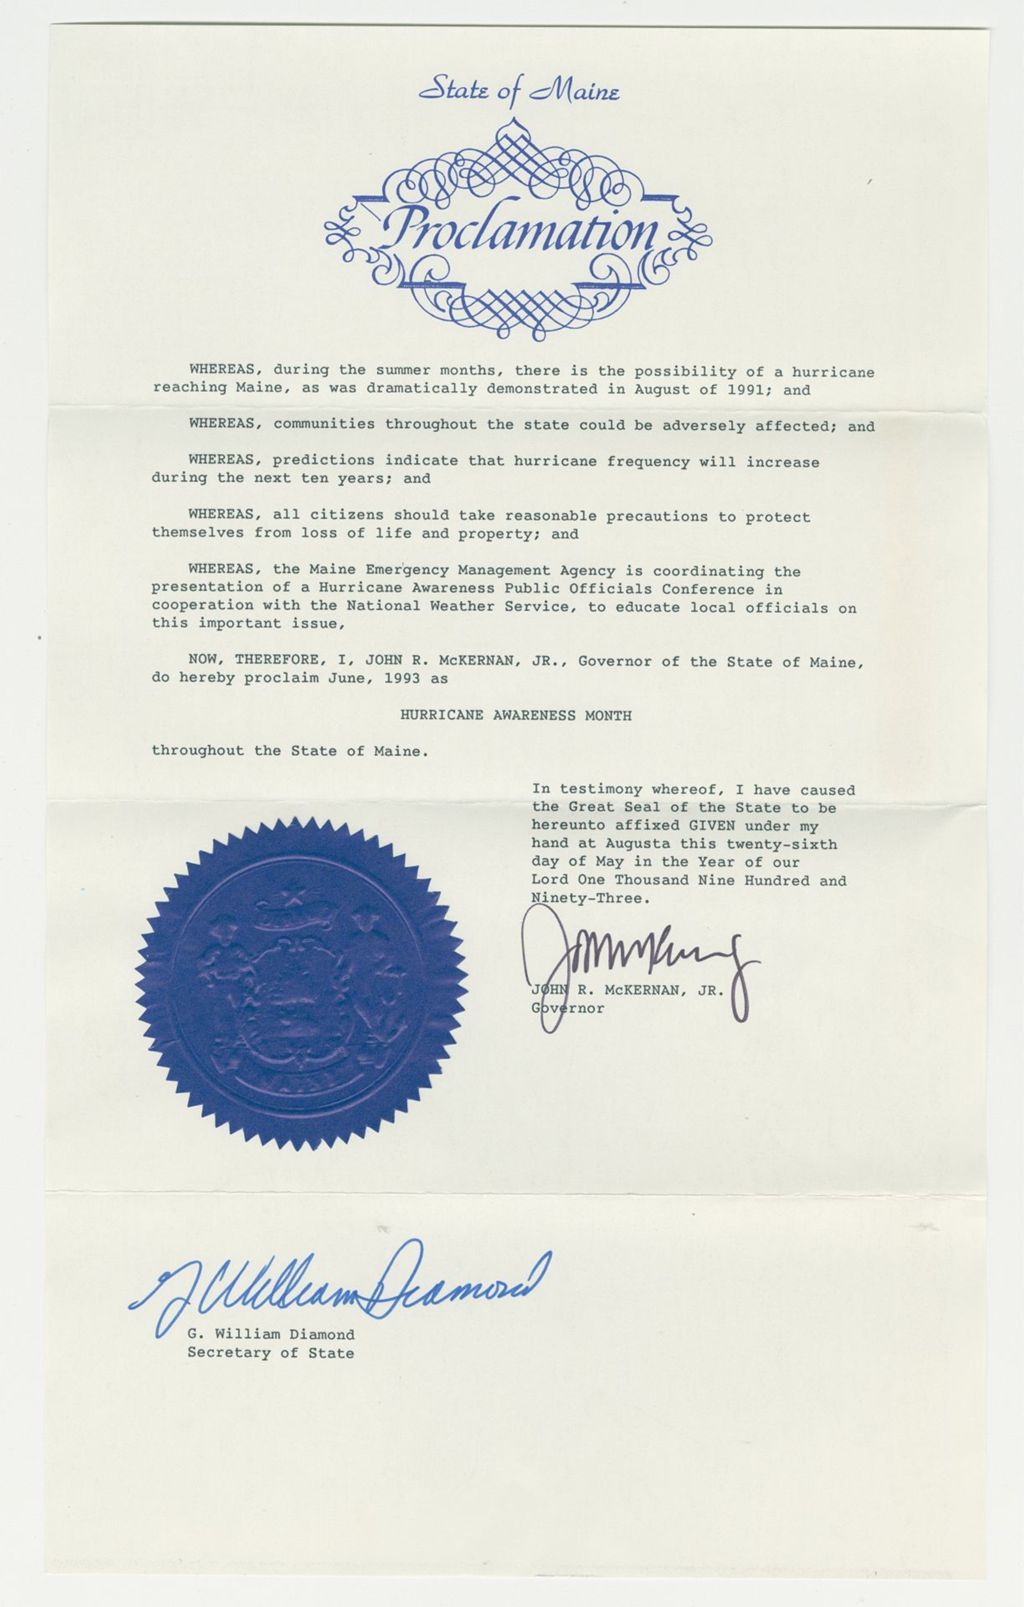 State of Maine
Proclamation
WHEREAS, during the summer months, there is the possibility of a hurricane
reaching Maine, as was dramatically demonstrated in August of 1991; and
WHEREAS, communities throughout the state could be adversely affected; and
WHEREAS, predictions indicate that hurricane frequency will increase
during the next ten years; and
WHEREAS, all citizens should take reasonable precautions to protect
themselves from loss of life and property; and
WHEREAS, the Maine Emergency Management Agency is coordinating the
presentation of a Hurricane Awareness Public Officials Conference in
cooperation with the National Weather Service, to educate local officials on
this important issue,
NOW, THEREFORE, I, JOHN R. McKERNAN, JR., Governor of the State of Maine,
do hereby proclaim June, 1993 as
HURRICANE AWARENESS MONTH
throughout the State of Maine.
In testimony whereof, I have caused
the Great Seal of the State to be
hereunto affixed GIVEN under my
hand at Augusta this twenty-sixth
day of May in the Year of our
Lord One Thousand Nine Hundred and
Ninety-Three.
JOHN R. McKERNAN, JR.
Governor
MAINE
G William Diamond
G. William Diamond
Secretary of State